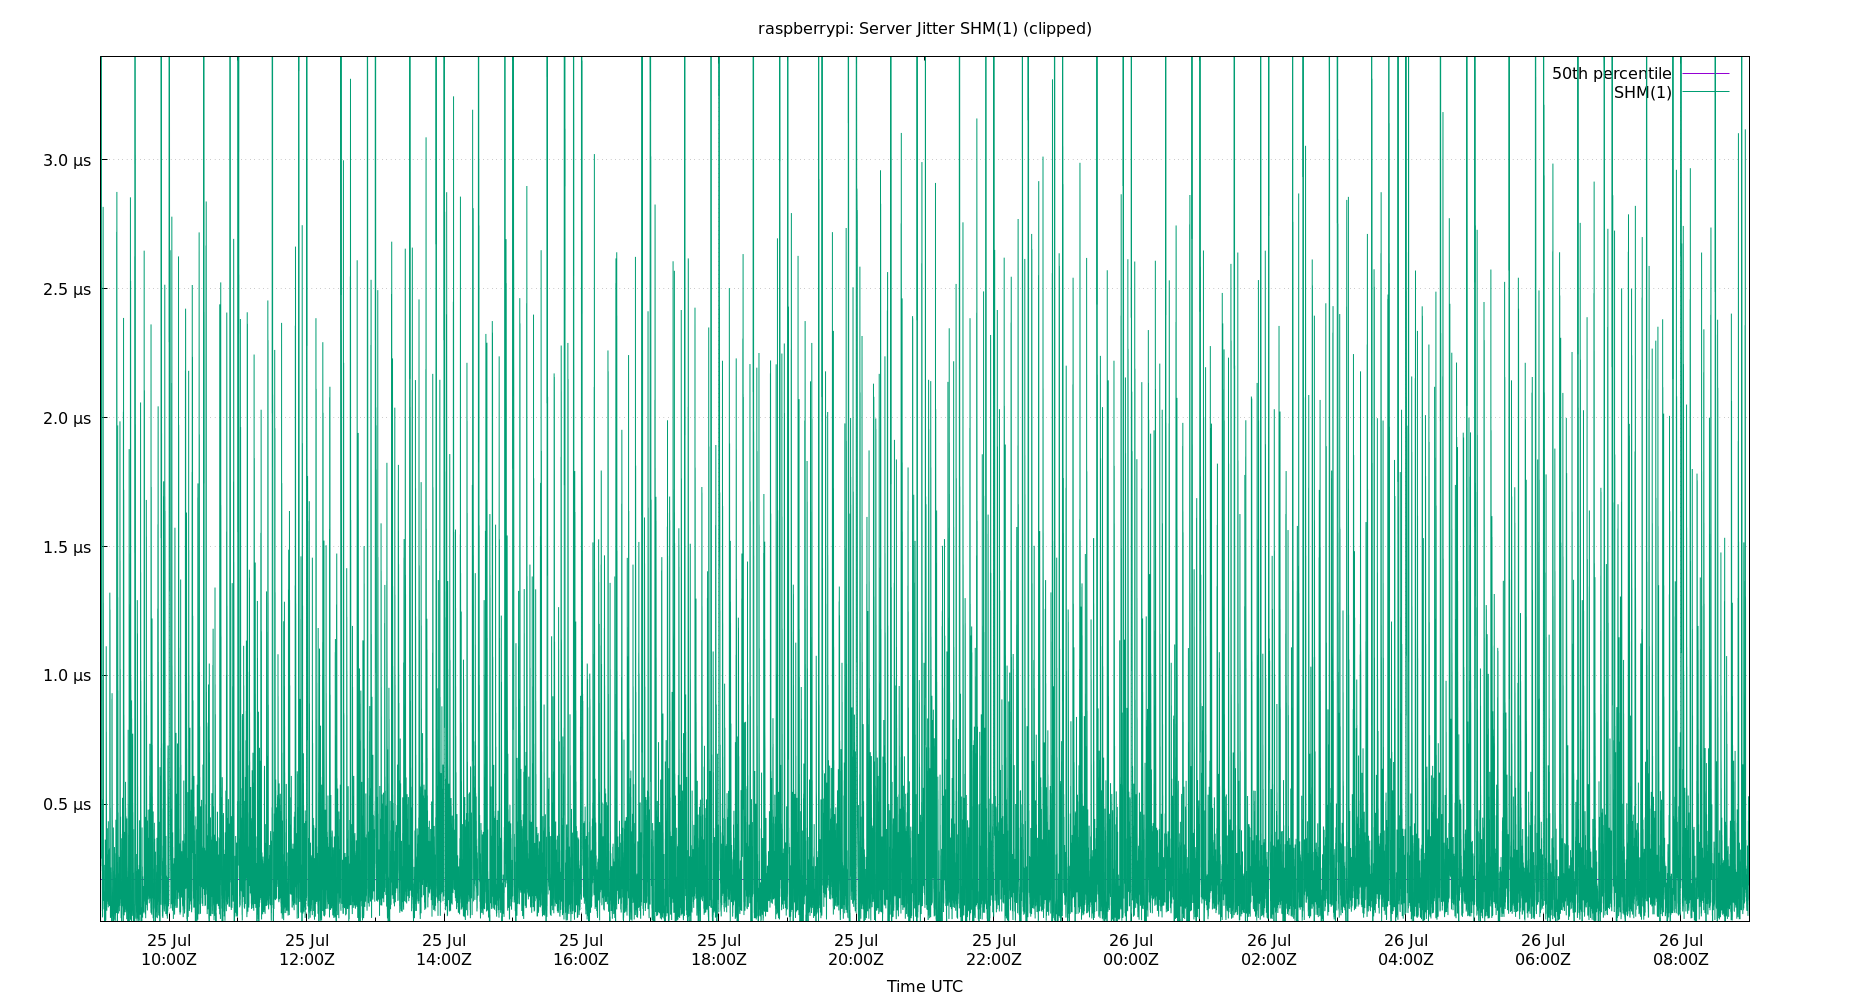 raspberrypi: Server Jitter SHM(1) (clipped)
50th percentile
SHM(1)
3.0 µs
2.5 µs
2.0 µs
1.5 µs
1.0 µs
0.5 µs
25 Jul 25 Jul 25 Jul 25 Jul 25 Jul 25 Jul 25 Jul 26 Jul 26 Jul 26 Jul 26 Jul 26 Jul
10:00Z 12:00Z 14:00Z 16:00Z 18:00Z 20:00Z 22:00Z 00:00Z 02:00Z 04:00Z 06:00Z 08:00Z
Time UTC